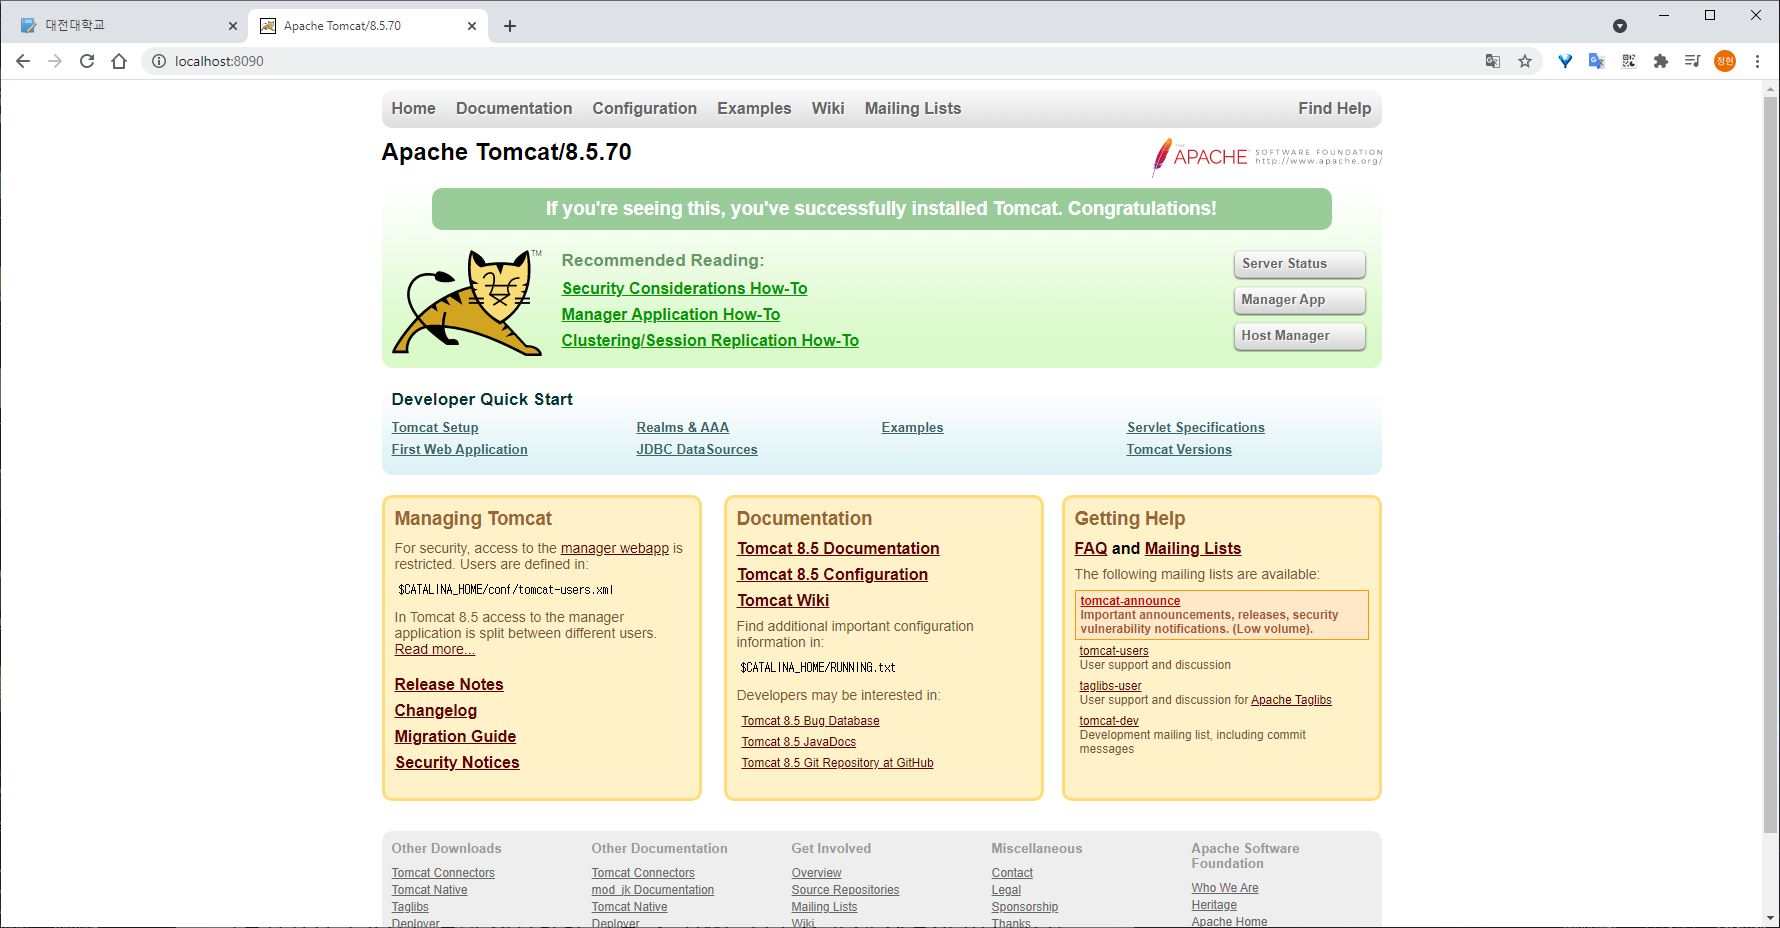 대전대학교
Apache Tomcat/8.5.70
localhost:8090
정현
Home Documentation Configuration Examples Wiki Mailing Lists Find Help
Apache Tomcat/8.5.70
APACHE SOFTWARE FOUNDATION
http://www.apache.org/
If you're seeing this, you've successfully installed Tomcat. Congratulations!
TM
Recommended Reading:
Security Considerations How-To
Manager Application How-To
Clustering/Session Replication How-To
Server Status
Manager App
Host Manager
Developer Quick Start
Tomcat Setup
First Web Application
Realms & AAA
JDBC DataSources
Examples
Servlet Specifications
Tomcat Versions
Managing Tomcat
For security, access to the manager webapp is
restricted. Users are defined in:
$CATALINA_HOME/conf/tomcat-users.xml
In Tomcat 8.5 access to the manager
application is split between different users.
Read more...
Release Notes
Changelog
Migration Guide
Security Notices
Documentation
Tomcat 8.5 Documentation
Tomcat 8.5 Configuration
Tomcat Wiki
Find additional important configuration
information in:
$CATALINA_HOME/RUNNING.txt
Developers may be interested in:
Tomcat 8.5 Bug Database
Tomcat 8.5 JavaDocs
Tomcat 8.5 Git Repository at GitHub
Getting Help
FAQ and Mailing Lists
The following mailing lists are available:
tomcat-announce
Important announcements, releases, security
vulnerability notifications. (Low volume).
tomcat-users
User support and discussion
taglibs-user
User support and discussion for Apache Taglibs
tomcat-dev
Development mailing list, including commit
messages
Other Downloads
Tomcat Connectors
Tomcat Native
Taglibs
Deployer
Other Documentation
Tomcat Connectors
mod_jk Documentation
Tomcat Native
Deployer
Get Involved
Overview
Source Repositories
Mailing Lists
Wiki
Miscellaneous
Contact
Legal
Sponsorship
Thanks
Apache Software
Foundation
Who We Are
Heritage
Apache Home